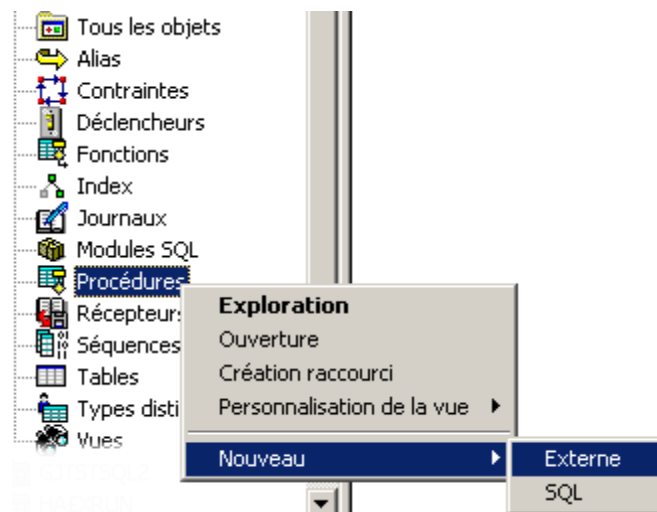 Tous les objets
Alias
Contraintes
Déclencheurs
Fonctions
Index
Journaux
Modules SQL
Procédures
Récepteur
Séquences
Tables
Types disti
Vues
Exploration
Ouverture
Création raccourci
Personnalisation de la vue
Nouveau
Externe
SQL